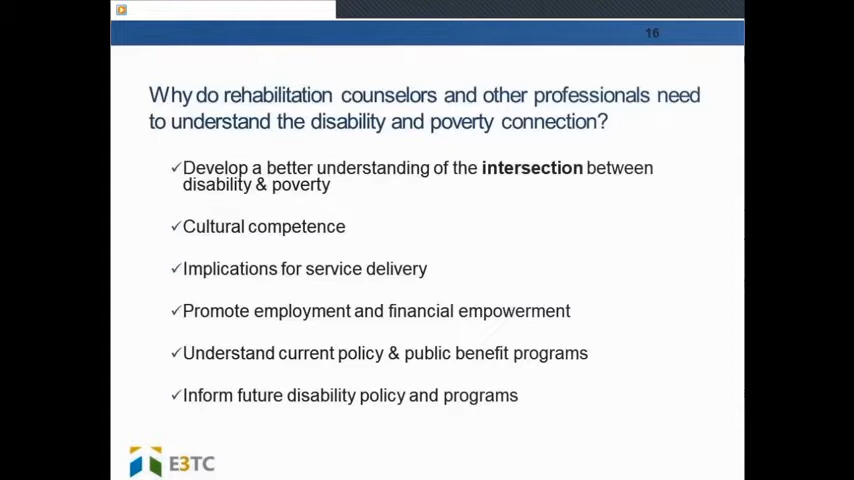 16
Why do rehabilitation counselors and other professionals need
to understand the disability and poverty connection?
✓Develop a better understanding of the intersection between
disability & poverty
✓Cultural competence
✓Implications for service delivery
✓Promote employment and financial empowerment
✓Understand current policy & public benefit programs
✓Inform future disability policy and programs
E3TC